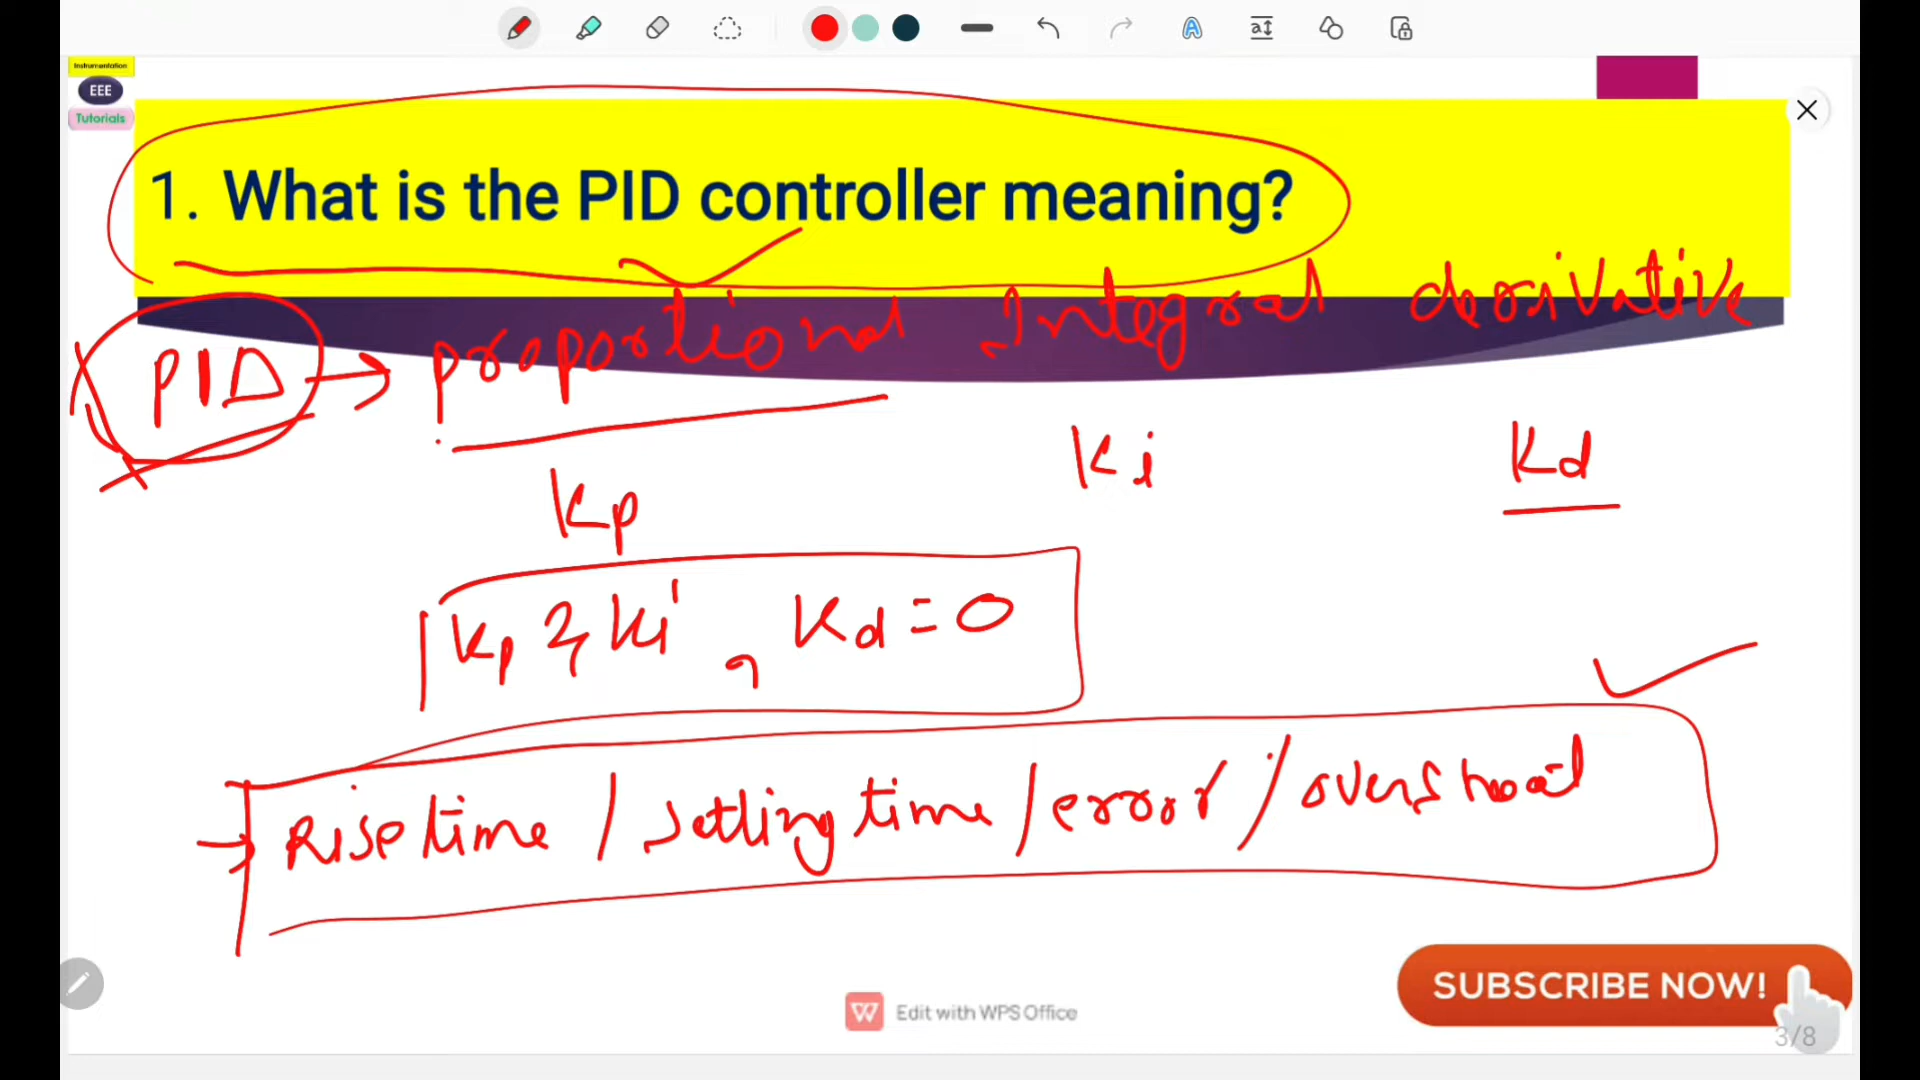 Instrumentation
EEE
Tutorials
1. What is the PID controller meaning?
PID → proportional Integral derivative
Kp Ki Kd
Kp & Ki , Kd = 0
→ Rise time / settling time / error / overshoot
SUBSCRIBE NOW!
Edit with WPS Office
3/8